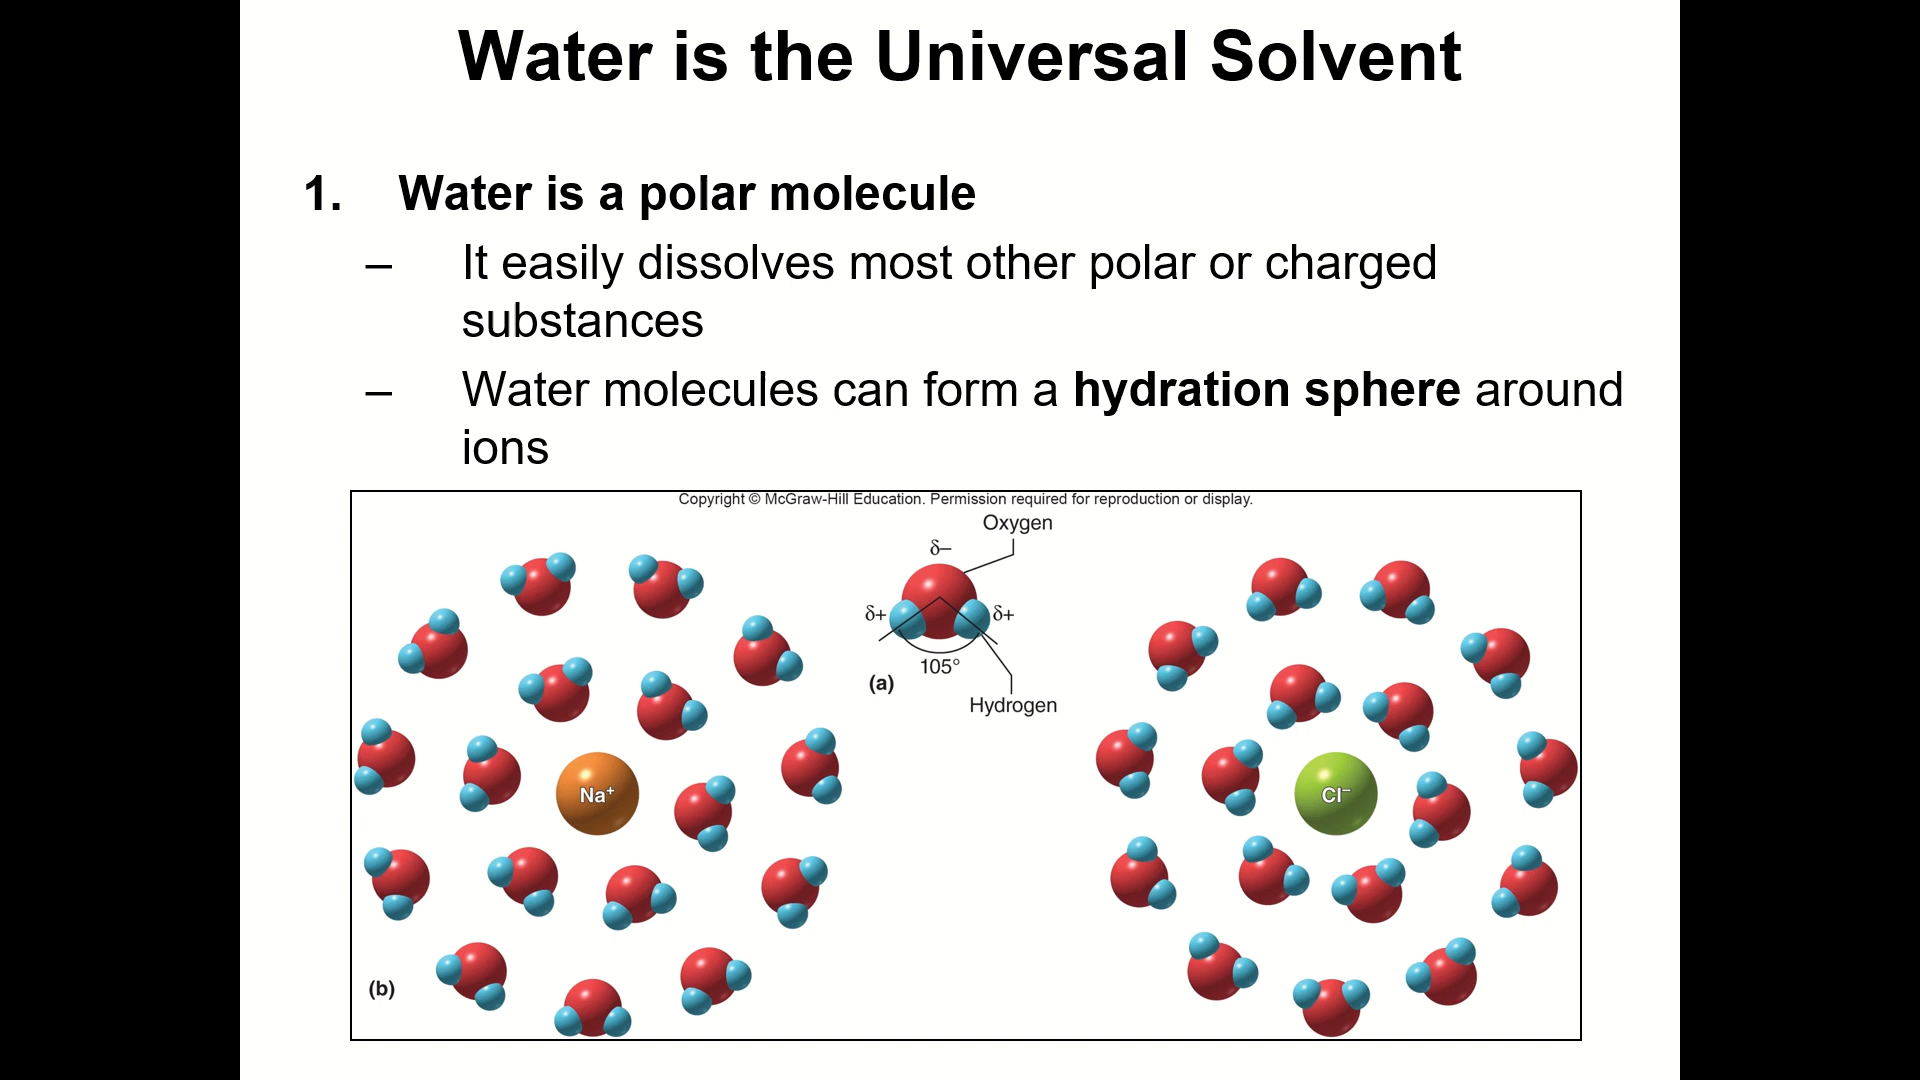 Water is the Universal Solvent
1. Water is a polar molecule
– It easily dissolves most other polar or charged
substances
– Water molecules can form a hydration sphere around
ions
Copyright © McGraw-Hill Education. Permission required for reproduction or display.
Oxygen
δ–
δ+ δ+
105°
(a)
Hydrogen
Na⁺ Cl⁻
(b)